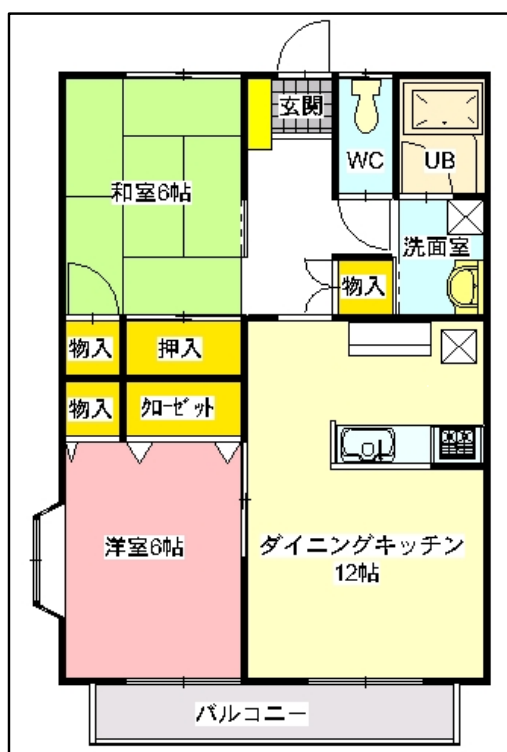 玄関
WC
UB
和室6帖
洗面室
物入
物入
押入
物入
クローゼット
洋室6帖
ダイニングキッチン
12帖
バルコニー